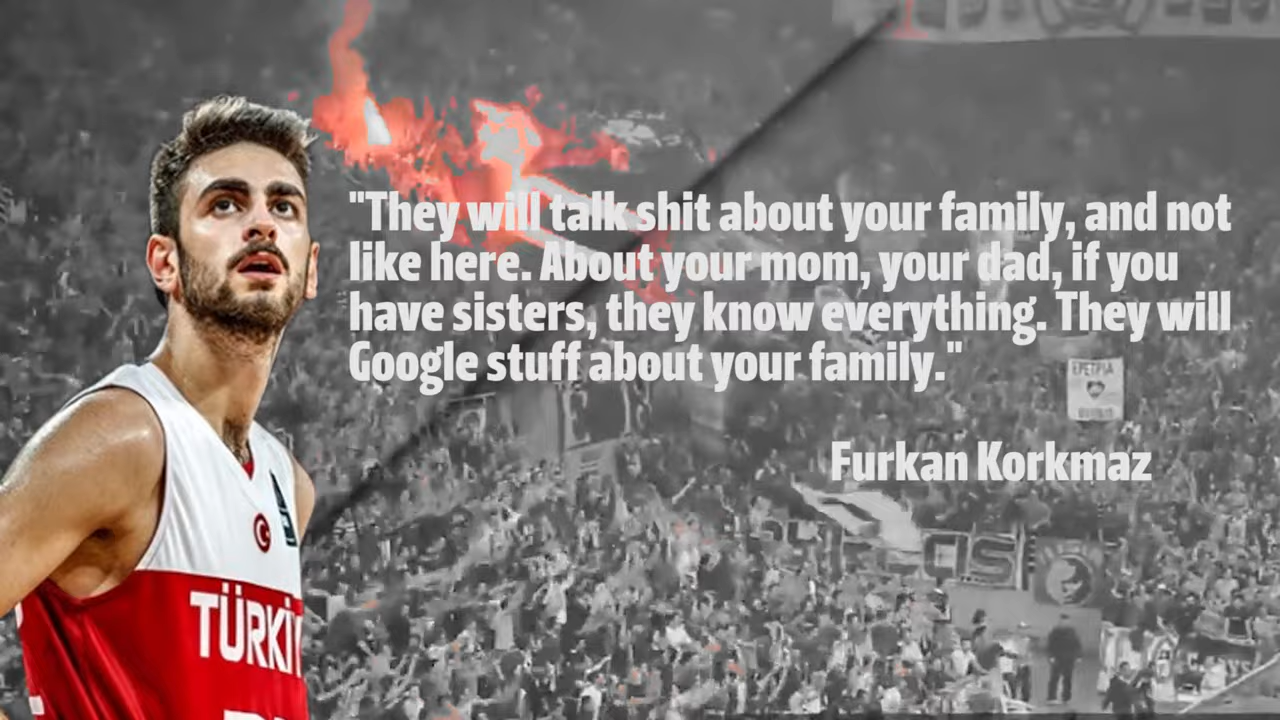 "They will talk shit about your family, and not
like here. About your mom, your dad, if you
have sisters, they know everything. They will
Google stuff about your family."
ΕΡΕΤΡΙΑ
Furkan Korkmaz
TÜRKİY